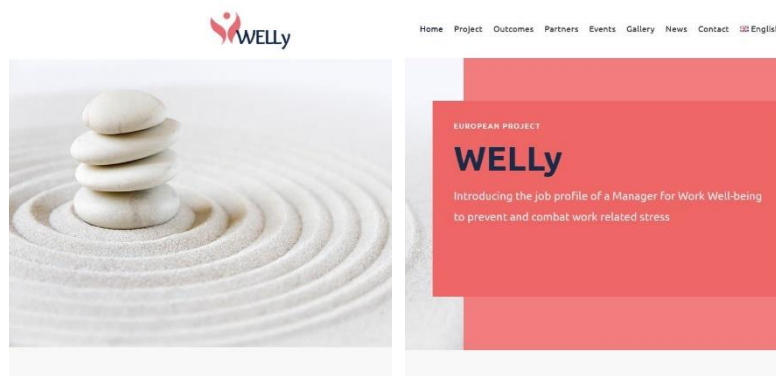 WELLy
Home Project Outcomes Partners Events Gallery News Contact English
EUROPEAN PROJECT
WELLy
Introducing the job profile of a Manager for Work Well-being
to prevent and combat work related stress